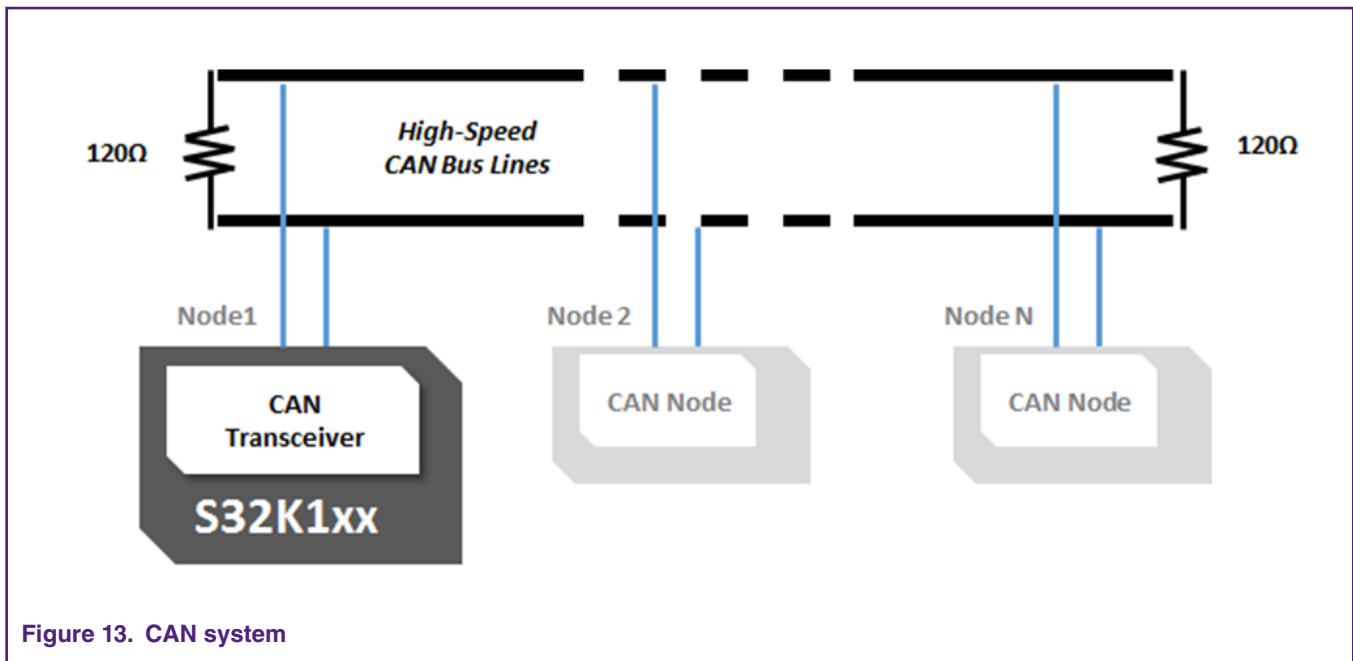 High-Speed
CAN Bus Lines
120Ω
120Ω
Node1
Node 2
Node N
CAN
Transceiver
S32K1xx
CAN Node
CAN Node
Figure 13. CAN system